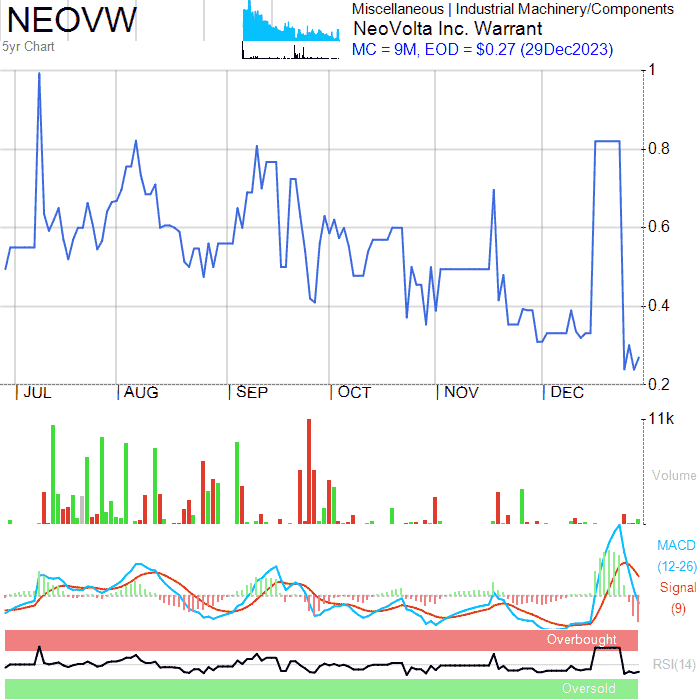 NEOVW
5yr Chart
Miscellaneous | Industrial Machinery/Components
NeoVolta Inc. Warrant
MC = 9M, EOD = $0.27 (29Dec2023)
1
0.8
0.6
0.4
0.2
JUL AUG SEP OCT NOV DEC
11k
Volume
MACD
(12-26)
Signal
(9)
Overbought
RSI(14)
Oversold